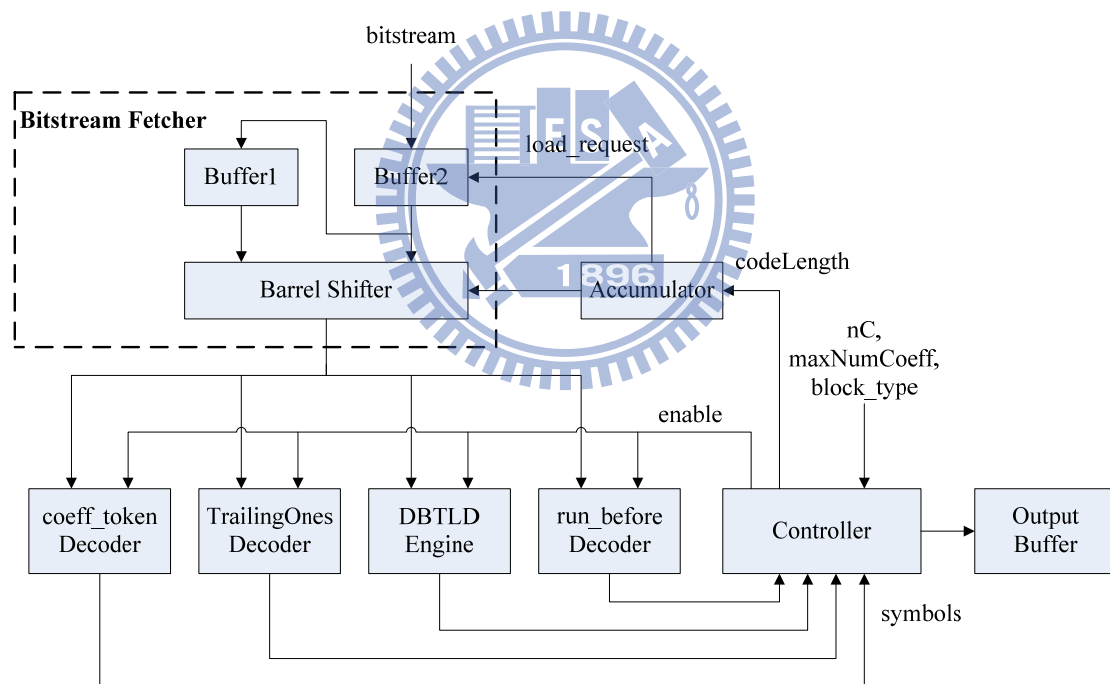 bitstream
Bitstream Fetcher
E S A
load_request
Buffer1
Buffer2
8
1896
codeLength
Barrel Shifter
Accumulator
nC,
maxNumCoeff,
block_type
enable
coeff_token
Decoder
TrailingOnes
Decoder
DBTLD
Engine
run_before
Decoder
Controller
Output
Buffer
symbols